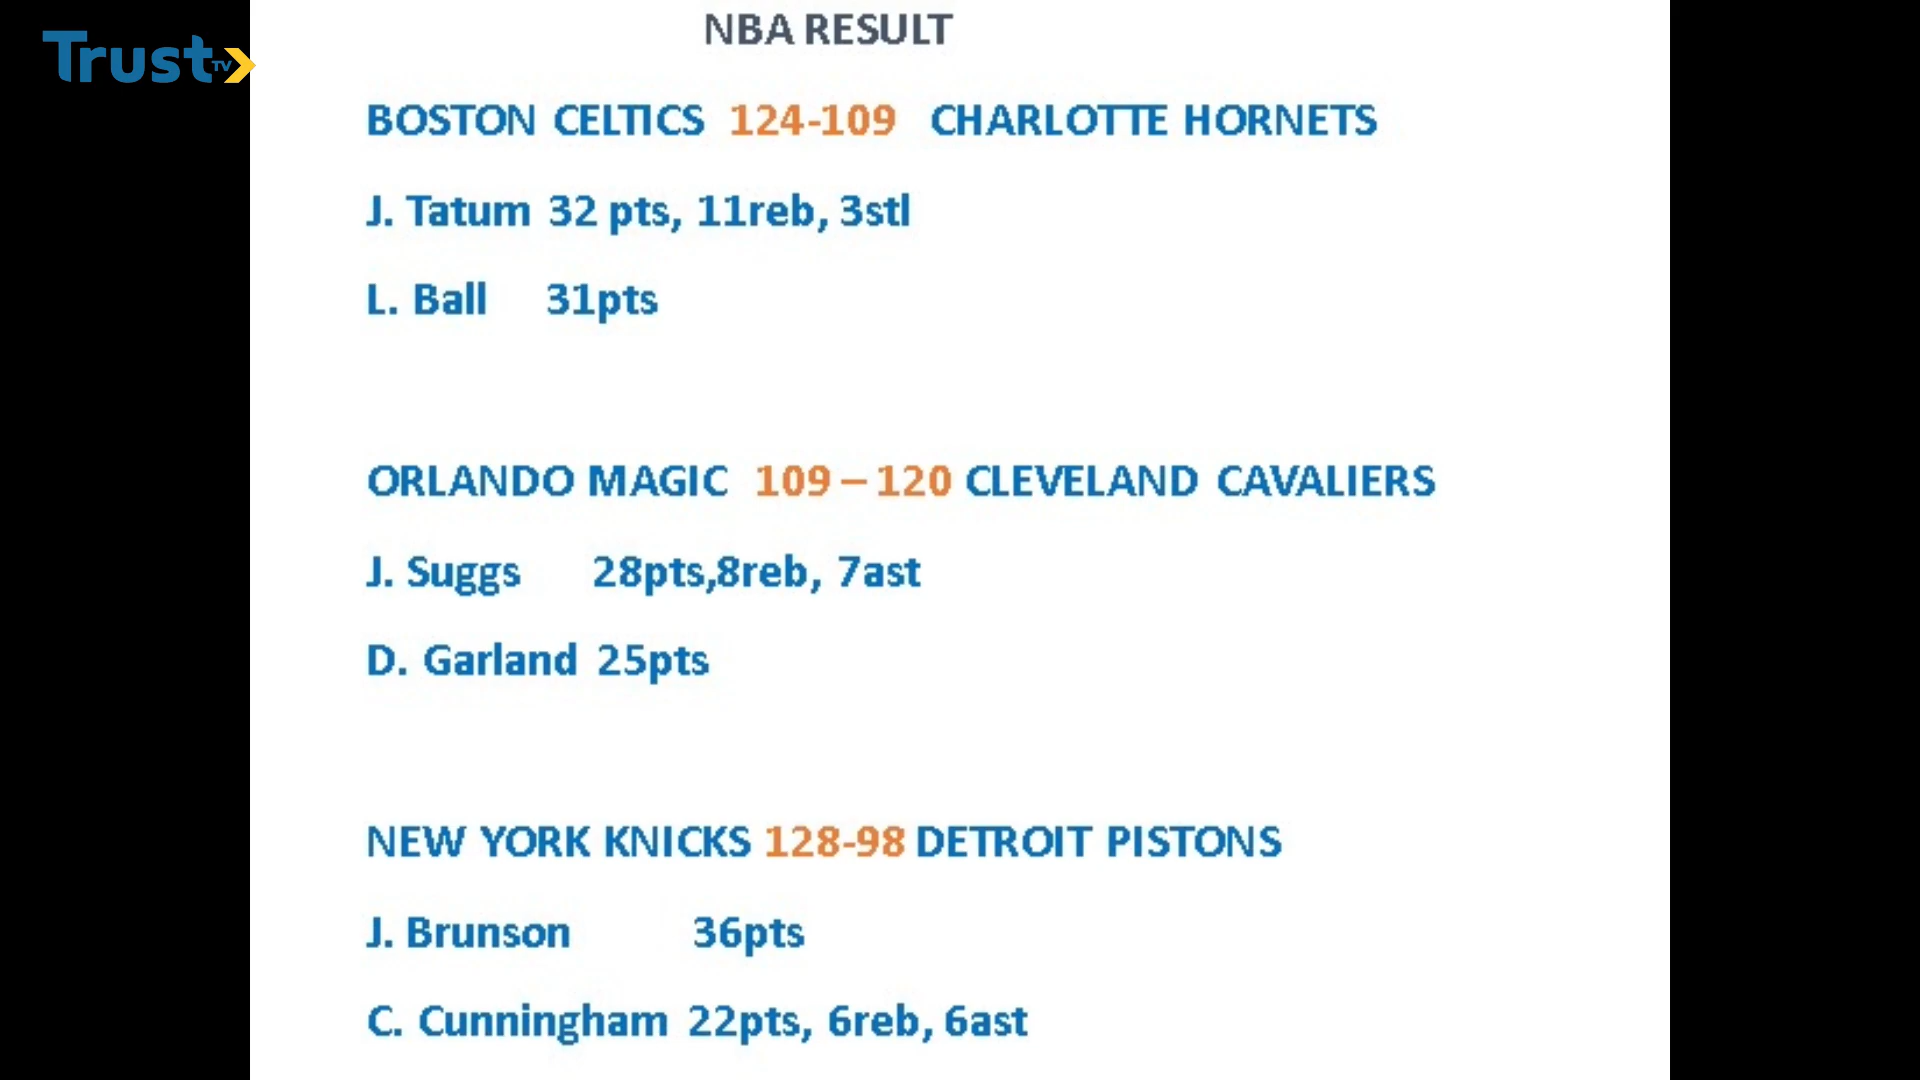 Trust TV
NBA RESULT
BOSTON CELTICS 124-109 CHARLOTTE HORNETS
J. Tatum 32 pts, 11reb, 3stl
L. Ball 31pts
ORLANDO MAGIC 109 – 120 CLEVELAND CAVALIERS
J. Suggs 28pts,8reb, 7ast
D. Garland 25pts
NEW YORK KNICKS 128-98 DETROIT PISTONS
J. Brunson 36pts
C. Cunningham 22pts, 6reb, 6ast